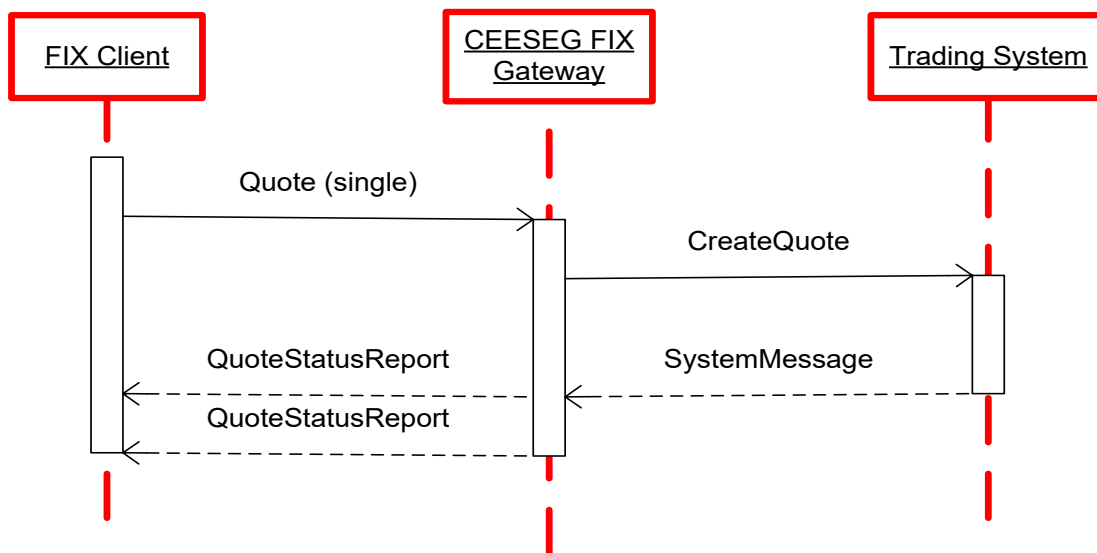 FIX Client
CEESEG FIX
Gateway
Trading System
Quote (single)
CreateQuote
QuoteStatusReport
SystemMessage
QuoteStatusReport